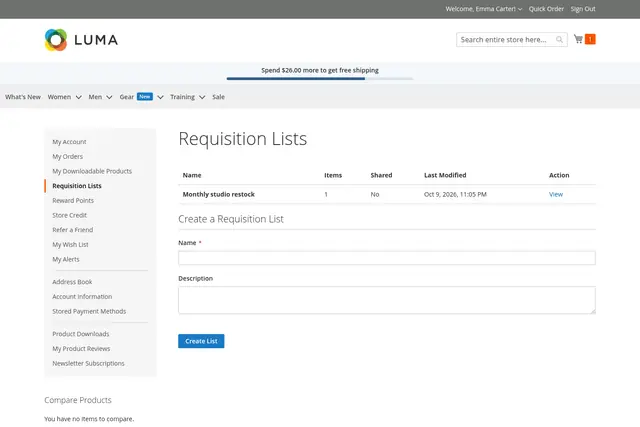 Welcome, Emma Carter! Quick Order Sign Out
LUMA
Search entire store here...
1
Spend $26.00 more to get free shipping
What's New Women Men Gear New Training Sale
My Account
My Orders
My Downloadable Products
Requisition Lists
Reward Points
Store Credit
Refer a Friend
My Wish List
My Alerts
Address Book
Account Information
Stored Payment Methods
Product Downloads
My Product Reviews
Newsletter Subscriptions
Compare Products
You have no items to compare.
Requisition Lists
Name Items Shared Last Modified Action
Monthly studio restock 1 No Oct 9, 2026, 11:05 PM View
Create a Requisition List
Name *
Description
Create List